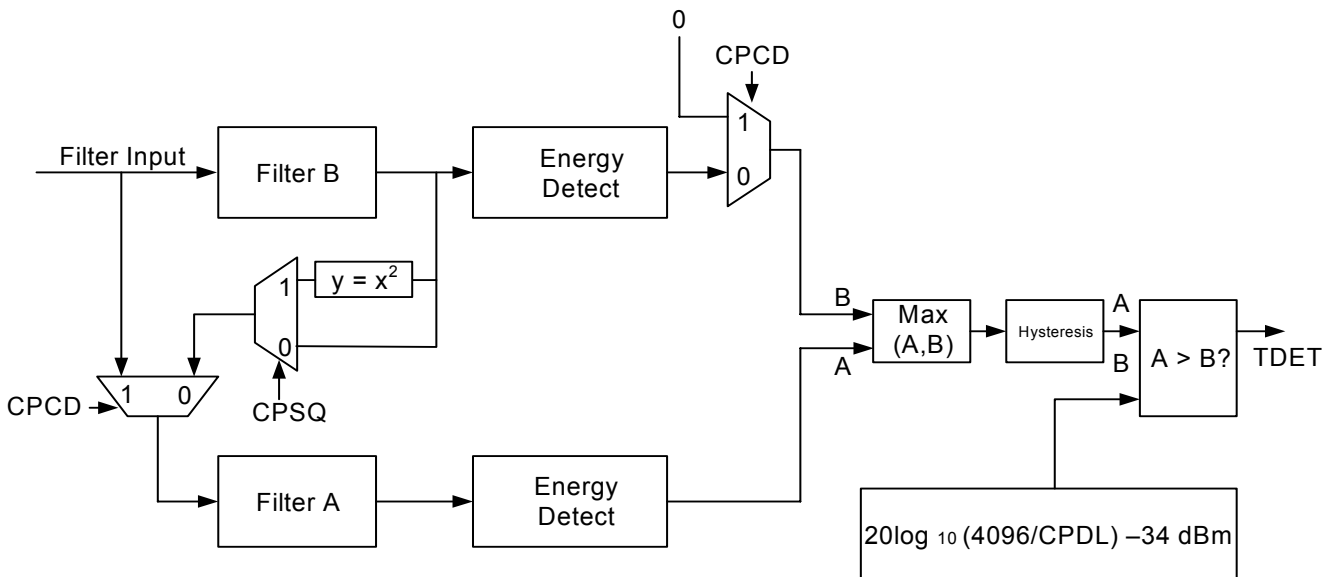 0
CPCD
1
0
Filter Input
Filter B
Energy
Detect
1
y = x²
0
CPSQ
1 0
CPCD
Filter A
Energy
Detect
B
A
Max
(A,B)
Hysteresis
A
B
A > B?
TDET
20log 10 (4096/CPDL) –34 dBm